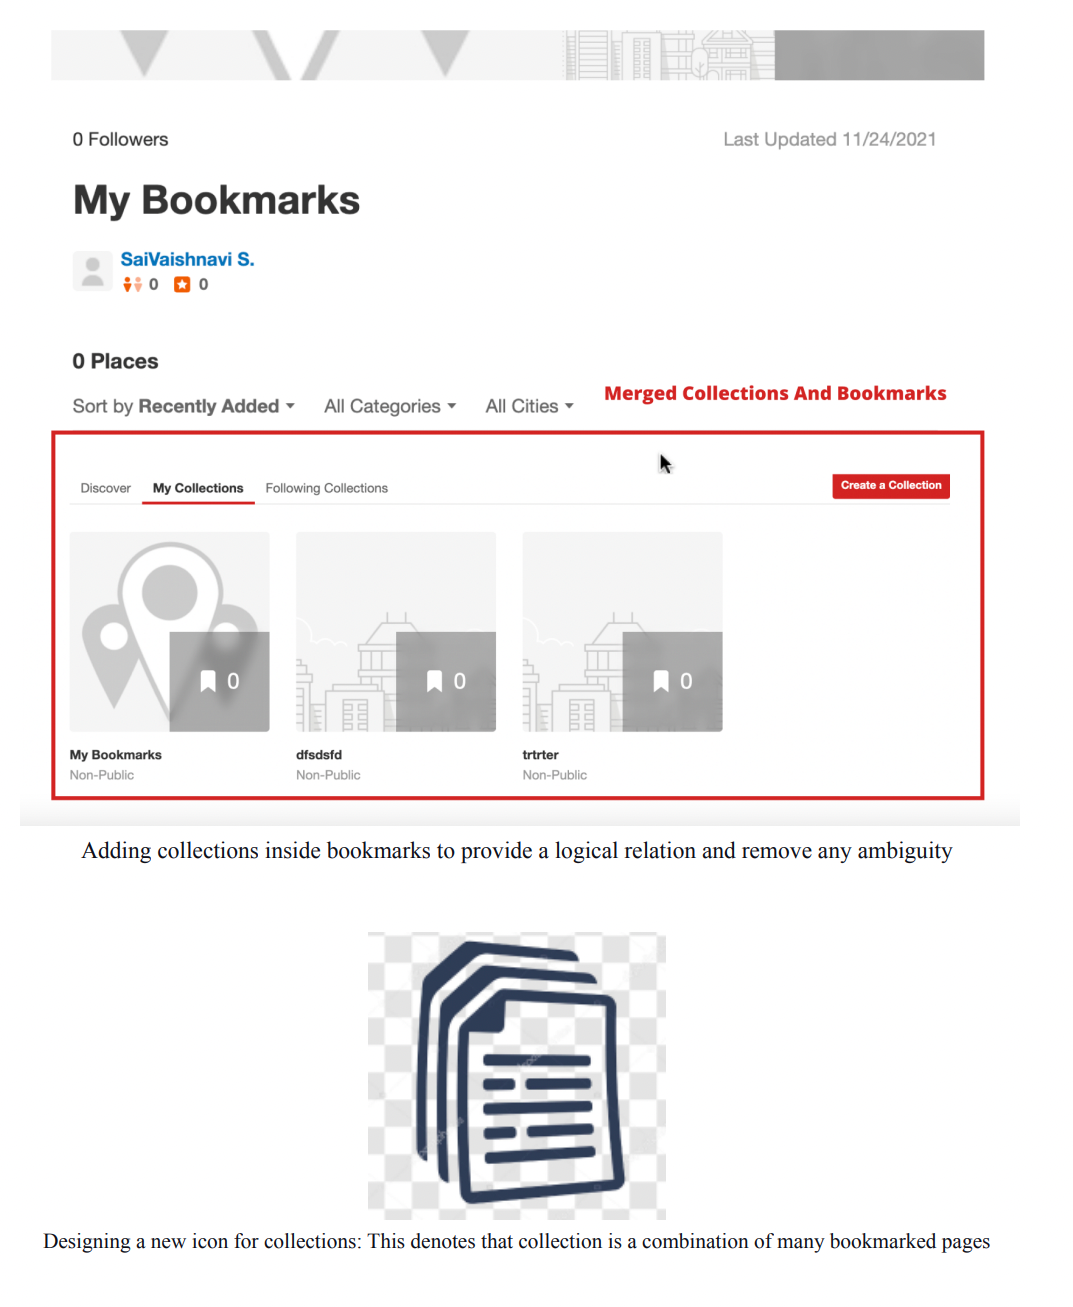 0 Followers
Last Updated 11/24/2021
My Bookmarks
SaiVaishnavi S.
0 0
0 Places
Sort by Recently Added All Categories All Cities
Merged Collections And Bookmarks
Discover My Collections Following Collections
Create a Collection
0 0 0
My Bookmarks dfsdsfd trtrter
Non-Public Non-Public Non-Public
Adding collections inside bookmarks to provide a logical relation and remove any ambiguity
Designing a new icon for collections: This denotes that collection is a combination of many bookmarked pages